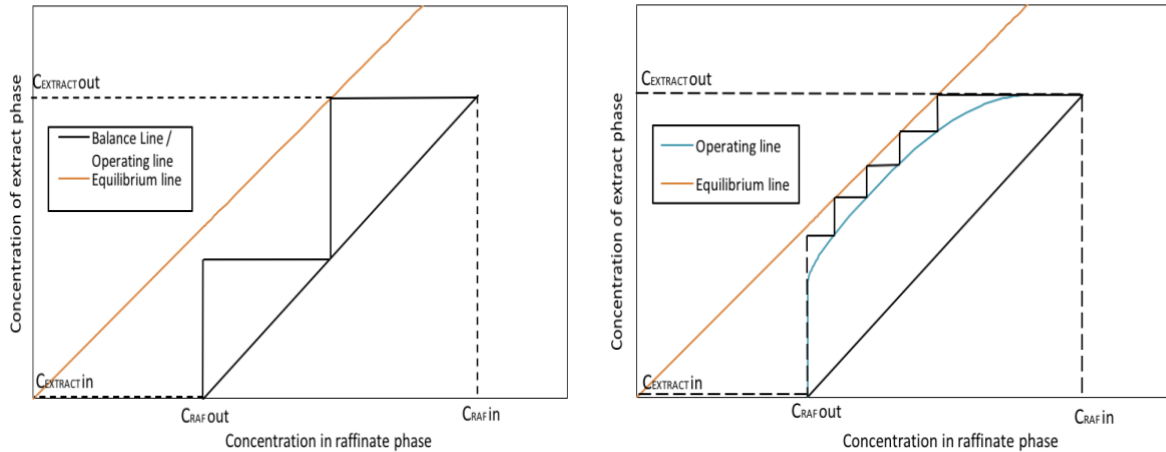 Concentration of extract phase
CEXTRACT out
Balance Line /
Operating line
Equilibrium line
CEXTRACT in
CRAF out
CRAF in
Concentration in raffinate phase
Concentration of extract phase
CEXTRACT out
Operating line
Equilibrium line
CEXTRACT in
CRAF out
CRAF in
Concentration in raffinate phase